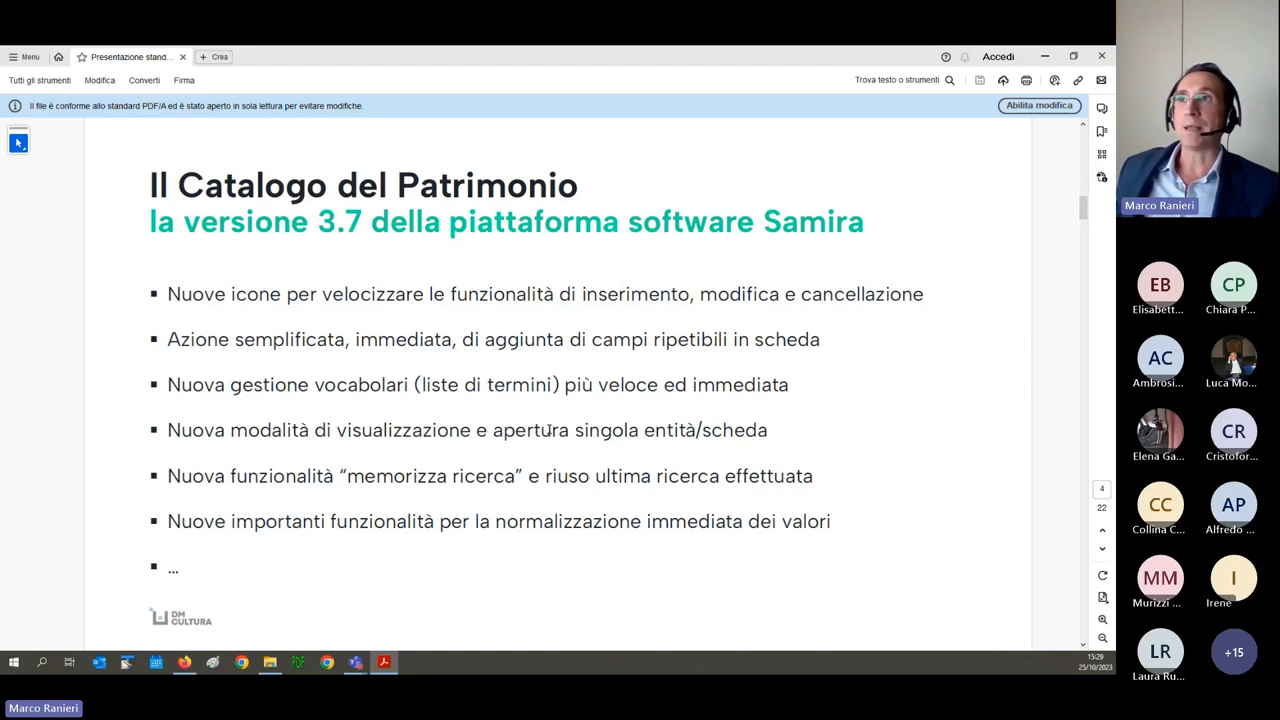 Menu
Presentazione stand...
Crea
Accedi
Tutti gli strumenti
Modifica
Converti
Firma
Trova testo o strumenti
Il file è conforme allo standard PDF/A ed è stato aperto in sola lettura per evitare modifiche.
Abilita modifica
Il Catalogo del Patrimonio
la versione 3.7 della piattaforma software Samira
▪ Nuove icone per velocizzare le funzionalità di inserimento, modifica e cancellazione
▪ Azione semplificata, immediata, di aggiunta di campi ripetibili in scheda
▪ Nuova gestione vocabolari (liste di termini) più veloce ed immediata
▪ Nuova modalità di visualizzazione e apertura singola entità/scheda
▪ Nuova funzionalità “memorizza ricerca” e riuso ultima ricerca effettuata
▪ Nuove importanti funzionalità per la normalizzazione immediata dei valori
▪ ...
DM
CULTURA
4
22
PDF
15:29
25/10/2023
Marco Ranieri
Marco Ranieri
EB
Elisabett...
CP
Chiara P...
AC
Ambrosi...
Luca Mo...
Elena Ga...
CR
Cristofor...
CC
Collina C...
AP
Alfredo ...
MM
Murizzi ...
I
Irene
LR
Laura Ru...
+15